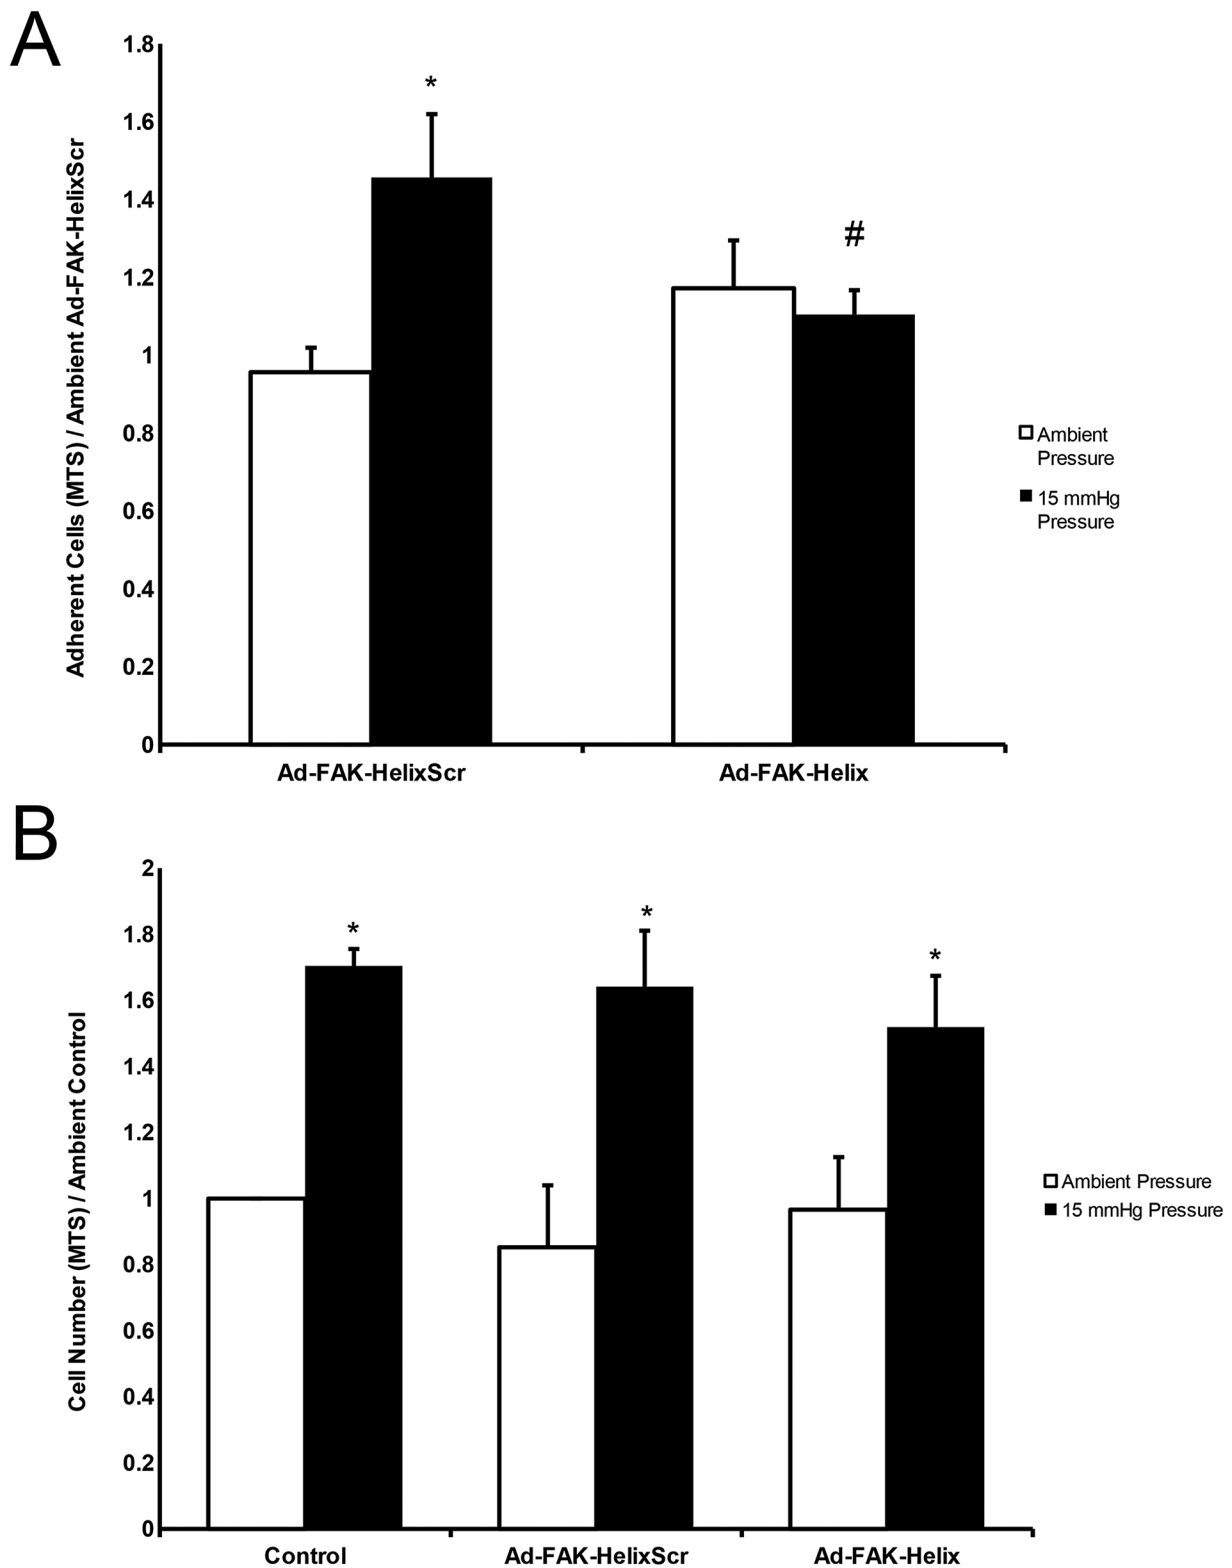 A
Adherent Cells (MTS) / Ambient Ad-FAK-HelixScr
1.8
1.6
1.4
1.2
1
0.8
0.6
0.4
0.2
0
*
#
Ad-FAK-HelixScr
Ad-FAK-Helix
Ambient
Pressure
15 mmHg
Pressure
B
Cell Number (MTS) / Ambient Control
2
1.8
1.6
1.4
1.2
1
0.8
0.6
0.4
0.2
0
*
*
*
Control
Ad-FAK-HelixScr
Ad-FAK-Helix
Ambient Pressure
15 mmHg Pressure